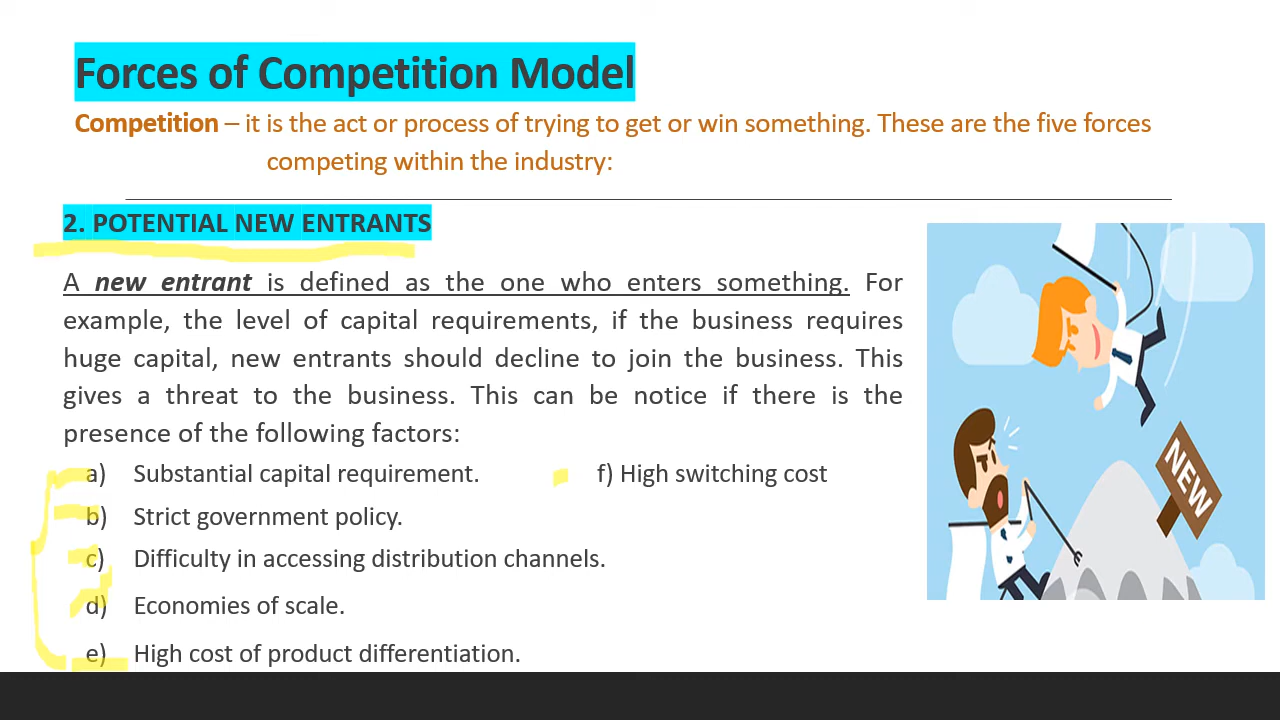 Forces of Competition Model
Competition – it is the act or process of trying to get or win something. These are the five forces
competing within the industry:
2. POTENTIAL NEW ENTRANTS
A new entrant is defined as the one who enters something. For
example, the level of capital requirements, if the business requires
huge capital, new entrants should decline to join the business. This
gives a threat to the business. This can be notice if there is the
presence of the following factors:
a) Substantial capital requirement.
b) Strict government policy.
c) Difficulty in accessing distribution channels.
d) Economies of scale.
e) High cost of product differentiation.
f) High switching cost
NEW